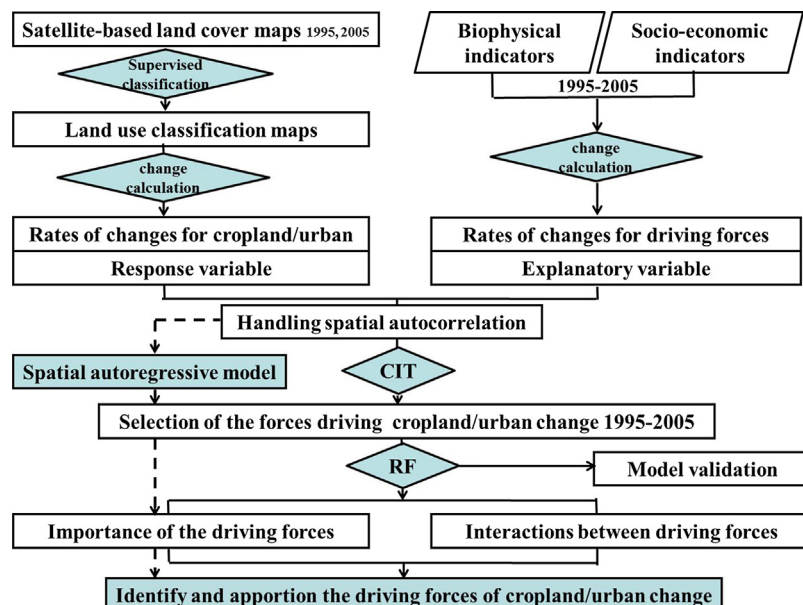 Satellite-based land cover maps 1995, 2005
Biophysical
indicators
Socio-economic
indicators
Supervised
classification
1995-2005
Land use classification maps
change
calculation
change
calculation
Rates of changes for cropland/urban
Response variable
Rates of changes for driving forces
Explanatory variable
Handling spatial autocorrelation
Spatial autoregressive model
CIT
Selection of the forces driving cropland/urban change 1995-2005
RF
Model validation
Importance of the driving forces
Interactions between driving forces
Identify and apportion the driving forces of cropland/urban change